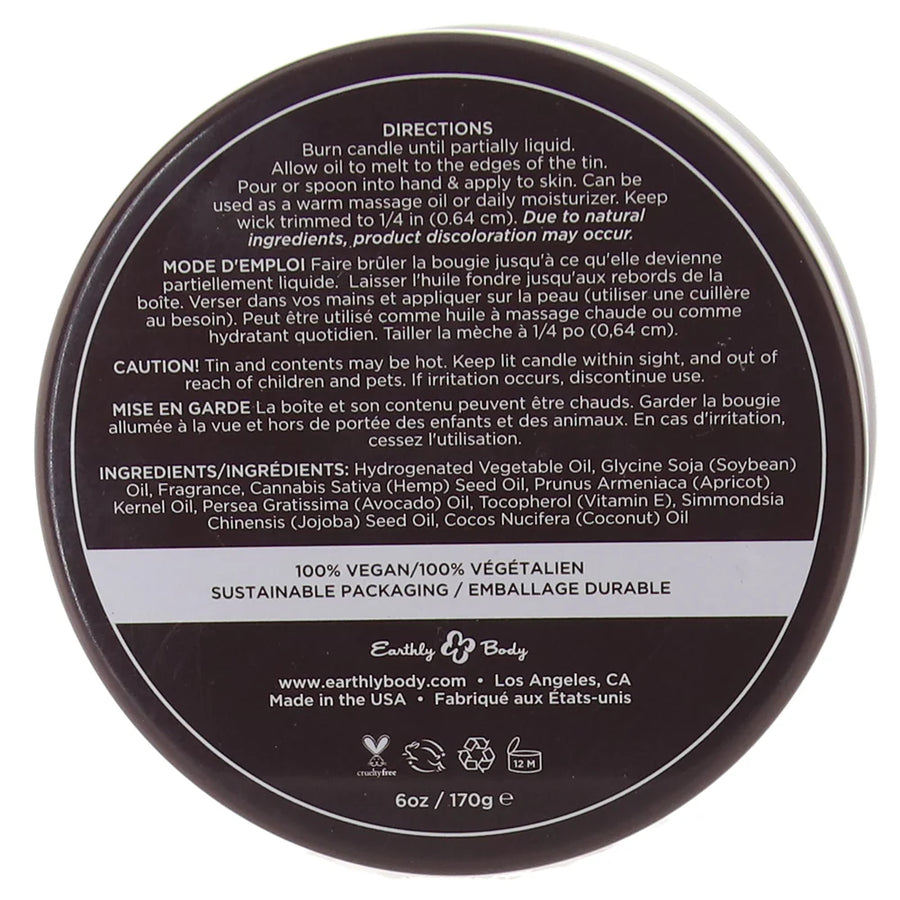 DIRECTIONS
Burn candle until partially liquid.
Allow oil to melt to the edges of the tin.
Pour or spoon into hand & apply to skin. Can be
used as a warm massage oil or daily moisturizer. Keep
wick trimmed to 1/4 in (0.64 cm). Due to natural
ingredients, product discoloration may occur.
MODE D'EMPLOI Faire brûler la bougie jusqu'à ce qu'elle devienne
partiellement liquide. Laisser l'huile fondre jusqu'aux rebords de la
boîte. Verser dans vos mains et appliquer sur la peau (utiliser une cuillère
au besoin). Peut être utilisé comme huile à massage chaude ou comme
hydratant quotidien. Tailler la mèche à 1/4 po (0,64 cm).
CAUTION! Tin and contents may be hot. Keep lit candle within sight, and out of
reach of children and pets. If irritation occurs, discontinue use.
MISE EN GARDE La boîte et son contenu peuvent être chauds. Garder la bougie
allumée à la vue et hors de portée des enfants et des animaux. En cas d'irritation,
cessez l'utilisation.
INGREDIENTS/INGRÉDIENTS: Hydrogenated Vegetable Oil, Glycine Soja (Soybean)
Oil, Fragrance, Cannabis Sativa (Hemp) Seed Oil, Prunus Armeniaca (Apricot)
Kernel Oil, Persea Gratissima (Avocado) Oil, Tocopherol (Vitamin E), Simmondsia
Chinensis (Jojoba) Seed Oil, Cocos Nucifera (Coconut) Oil
100% VEGAN/100% VÉGÉTALIEN
SUSTAINABLE PACKAGING / EMBALLAGE DURABLE
Earthly Body
www.earthlybody.com • Los Angeles, CA
Made in the USA • Fabriqué aux États-unis
crueltyfree
12 M
6oz / 170g ℮